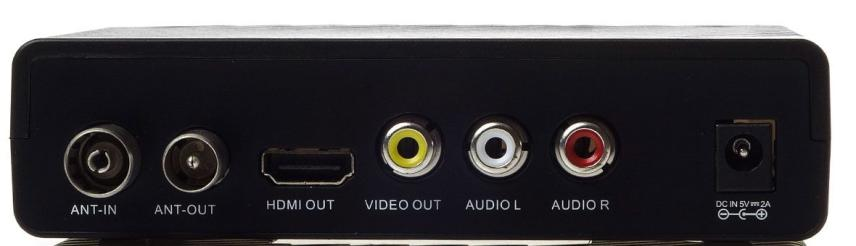 ANT-IN
ANT-OUT
HDMI OUT
VIDEO OUT
AUDIO L
AUDIO R
DC IN 5V⎓2A